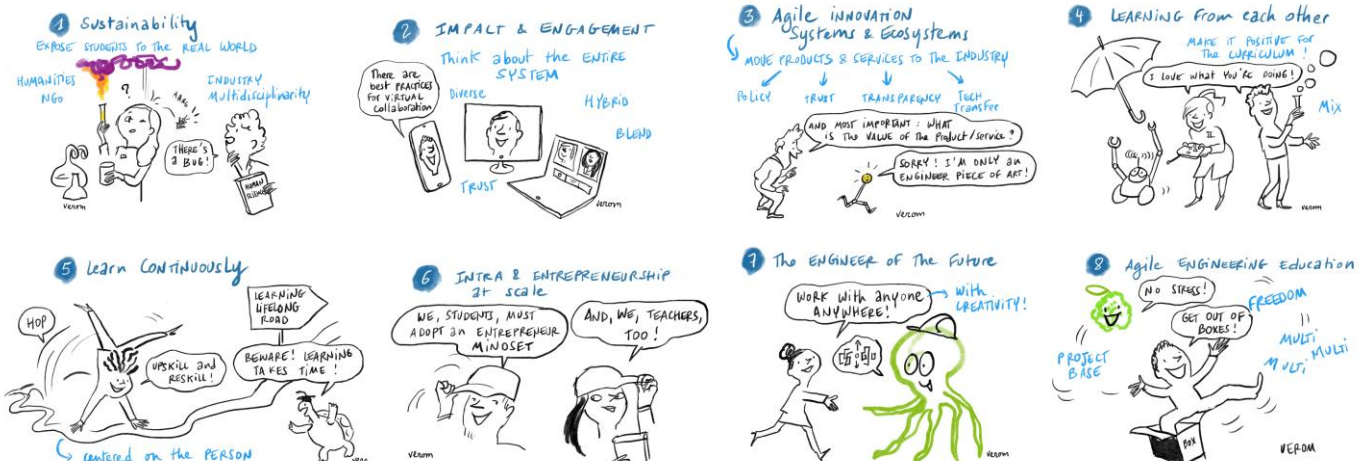 1 Sustainability
EXPOSE STUDENTS TO THE REAL WORLD
HUMANITIES
NGO
?
AAAG
INDUSTRY
Multidisciplinarity
THERE'S
a BUG!
HUMAN
SCIENCES
verom
2 IMPACT & ENGAGEMENT
Think about the ENTIRE
SYSTEM
There are
best PRACTICES
FOR VIRTUAL
Collaboration
Diverse
HYBRID
BLEND
TRUST
verom
3 Agile INNOVATION
Systems & Ecosystems
MOVE PRODUCTS & SERVICES TO THE INDUSTRY
POLICY
TRUST
TRANSPARENCY
TECH
Transfer
AND MOST IMPORTANT: WHAT
IS THE VALUE OF THE Product/service?
SORRY! I'M ONLY an
ENGINEER PIECE OF ART!
verom
4 LEARNING From each other
MAKE IT POSITIVE FOR
THE CURRICULUM!
I LOVE what YOU'RE DOING!
Mix
verom
5 Learn CONTINUOUSLY
HOP
LEARNING
LIFELONG
ROAD
UPSKILL and
RESKILL!
BEWARE! LEARNING
TAKES TIME!
centered on the PERSON
6 INTRA & ENTREPRENEURSHIP
at scale
WE, STUDENTS, MUST
ADOPT an ENTREPRENEUR
MINDSET
AND, WE, TEACHERS,
TOO!
verom
7 The ENGINEER OF THE FUTURE
WORK with anyone
ANYWHERE!
with
CREATIVITY!
verom
8 Agile ENGINEERING Education
NO STRESS!
FREEDOM
GET OUT OF
BOXES!
MULTI
MULTI
MULTI
PROJECT
BASE
BOX
VEROM